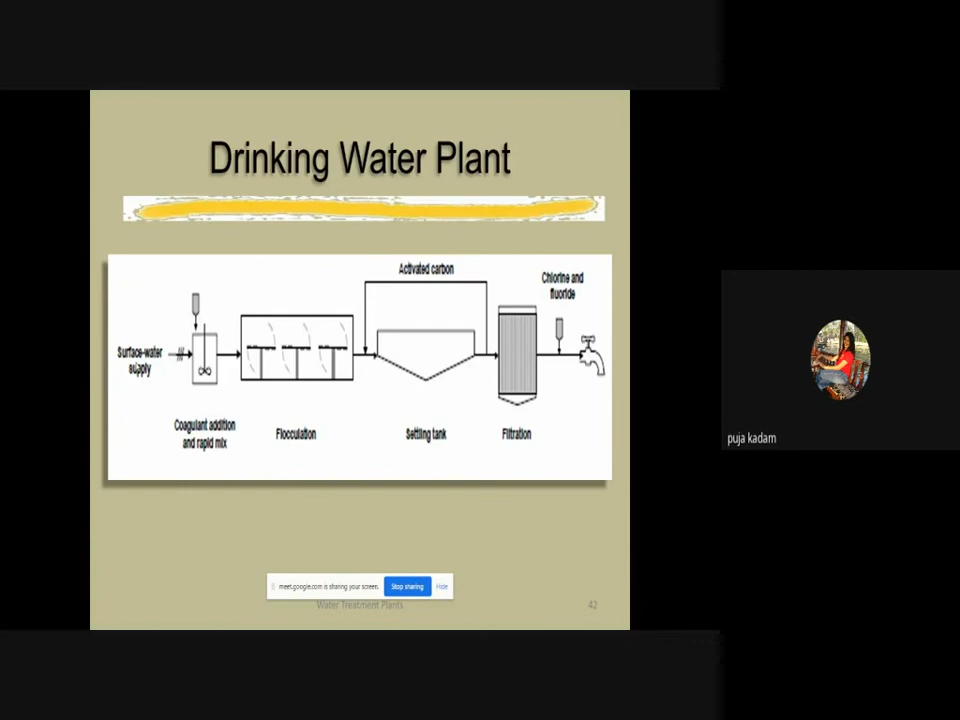 Drinking Water Plant
Activated carbon
Chlorine and
fluoride
Surface-water
supply
Coagulant addition
and rapid mix
Flocculation
Settling tank
Filtration
puja kadam
meet.google.com is sharing your screen.
Stop sharing
Hide
Water Treatment Plants
42